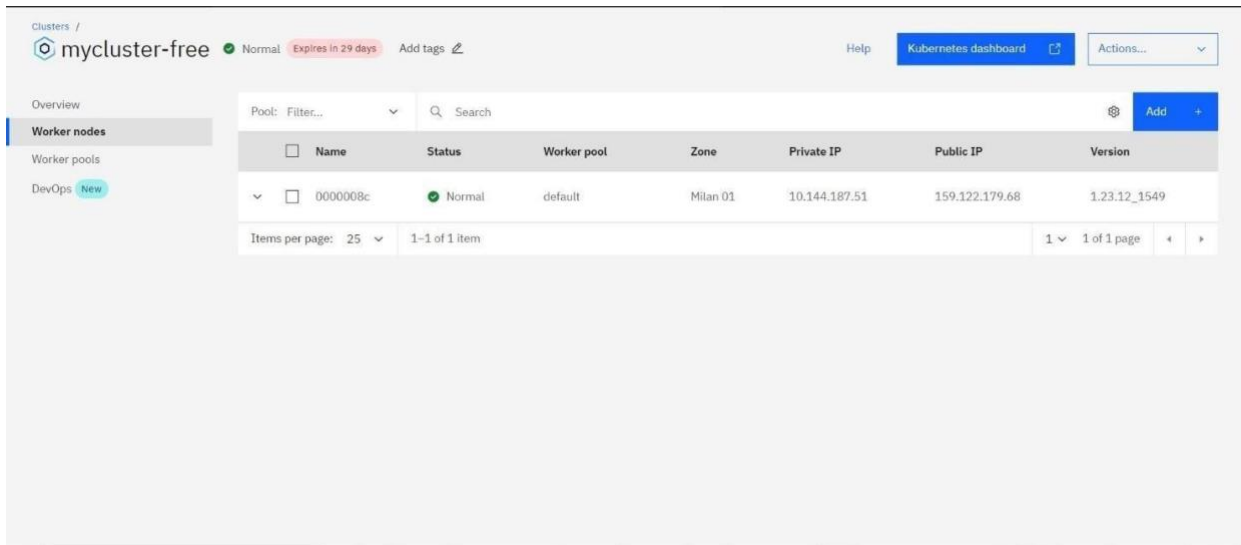 Clusters /
mycluster-free Normal Expires in 29 days Add tags Help Kubernetes dashboard Actions...
Overview
Worker nodes
Worker pools
DevOps New
Pool: Filter... Search Add +
Name Status Worker pool Zone Private IP Public IP Version
0000008c Normal default Milan 01 10.144.187.51 159.122.179.68 1.23.12_1549
Items per page: 25 1–1 of 1 item 1 1 of 1 page